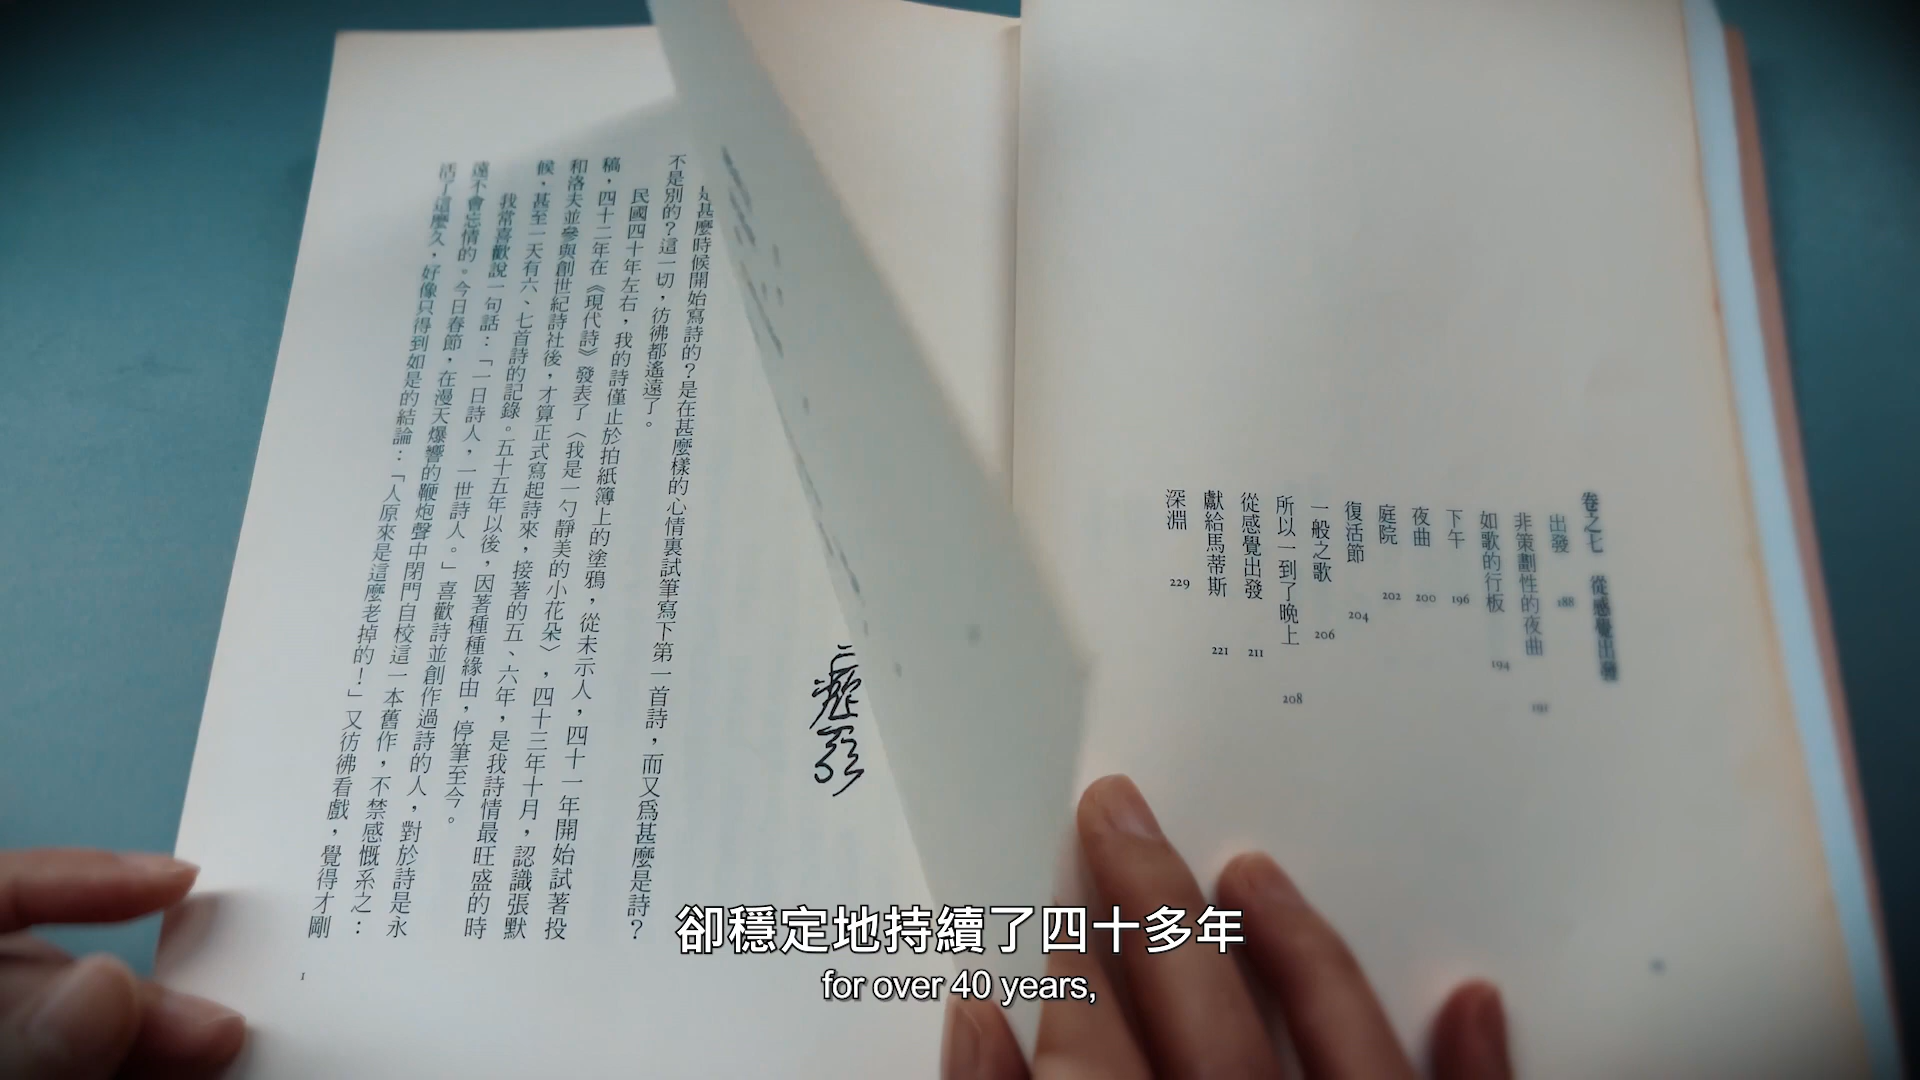 卷之七 從感覺出發
出發 188
非策劃性的夜曲 191
如歌的行板 194
下午 196
夜曲 200
庭院 202
復活節 204
一般之歌 206
所以一到了晚上 208
從感覺出發 211
獻給馬蒂斯 221
深淵 229
瘂弦
甚麼時候開始寫詩的？是在甚麼樣的心情裏試筆寫下第一首詩，而又爲甚麼是詩？
不是別的？這一切，彷彿都遙遠了。
民國四十年左右，我的詩僅止於拍紙簿上的塗鴉，從未示人，四十一年開始試著投
稿，四十二年在《現代詩》發表了〈我是一勺靜美的小花朵〉，四十三年十月，認識張默
和洛夫並參與創世紀詩社後，才算正式寫起詩來，接著的五、六年，是我詩情最旺盛的時
候，甚至一天有六、七首詩的記錄。五十五年以後，因著種種緣由，停筆至今。
我常喜歡說一句話：「一日詩人，一世詩人。」喜歡詩並創作過詩的人，對於詩是永
遠不會忘情的。今日春節，在漫天爆響的鞭炮聲中閉門自校這一本舊作，不禁感慨系之：
活了這麼久，好像只得到如是的結論：「人原來是這麼老掉的！」又彷彿看戲，覺得才剛
1
卻穩定地持續了四十多年
for over 40 years,